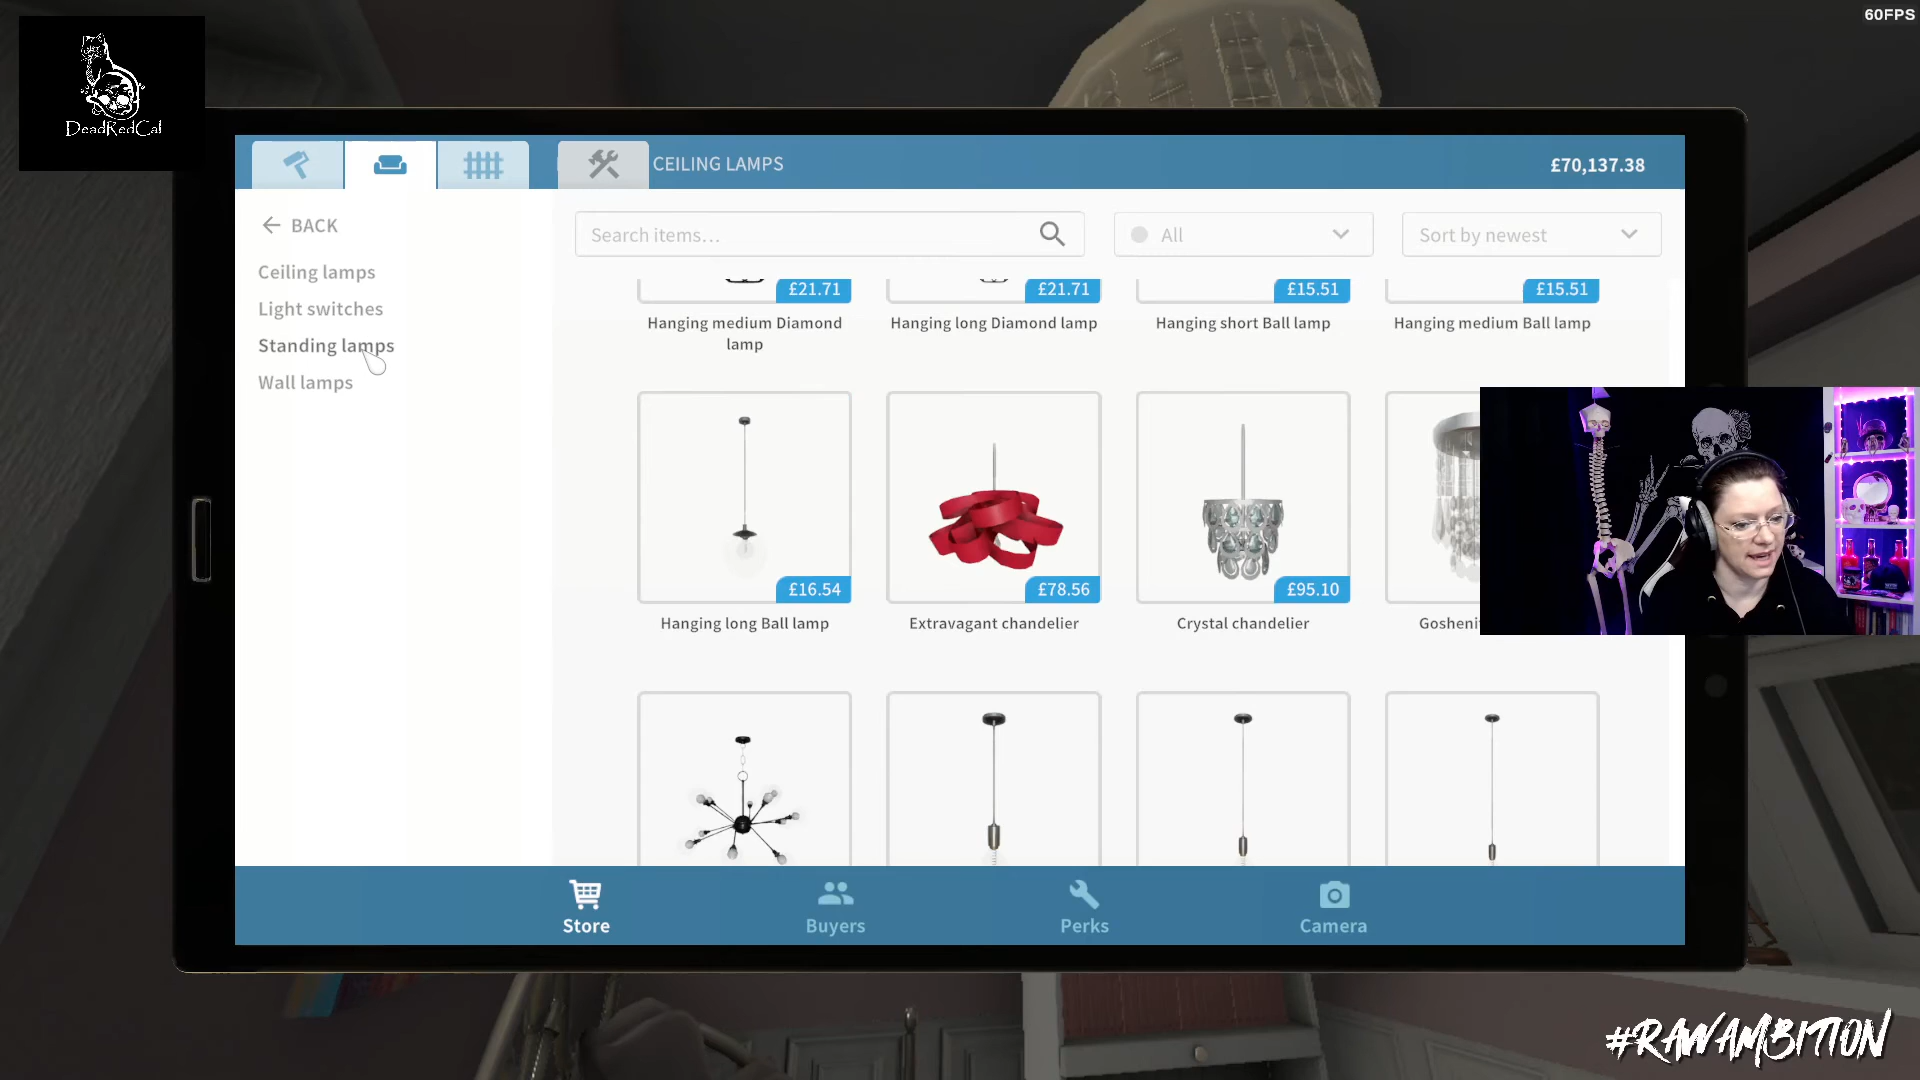 60FPS
DeadRedCal
CEILING LAMPS
£70,137.38
BACK
Search items...
All
Sort by newest
Ceiling lamps
Light switches
Standing lamps
Wall lamps
£21.71
£21.71
£15.51
£15.51
Hanging medium Diamond
lamp
Hanging long Diamond lamp
Hanging short Ball lamp
Hanging medium Ball lamp
£16.54
£78.56
£95.10
Hanging long Ball lamp
Extravagant chandelier
Crystal chandelier
Store
Buyers
Perks
Camera
#RAWAMBITION